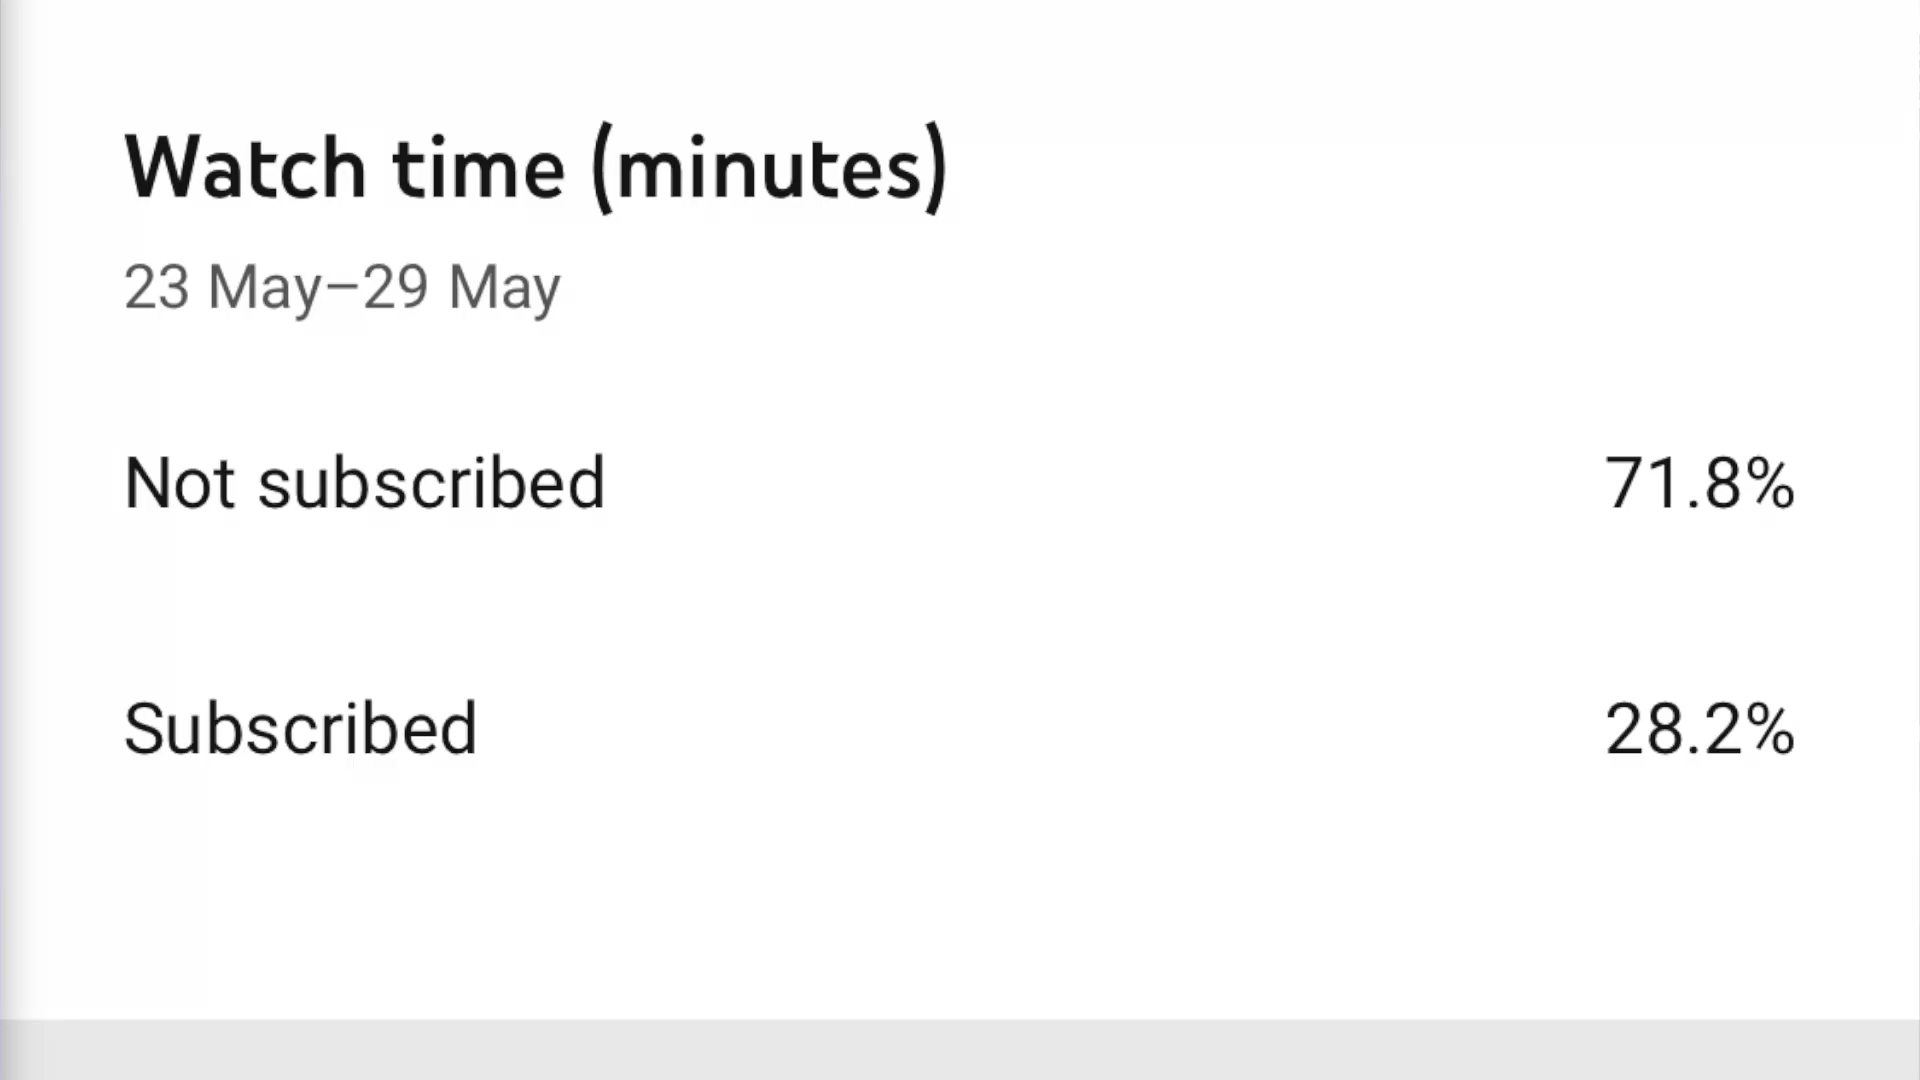 Watch time (minutes)
23 May–29 May
Not subscribed 71.8%
Subscribed 28.2%